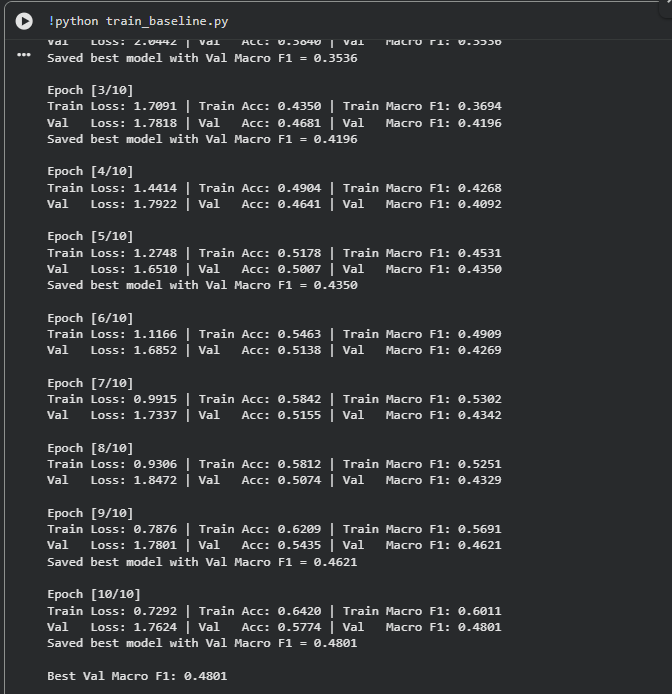 !python train_baseline.py
Val   Loss: 2.0442 | Val   Acc: 0.3840 | Val   Macro F1: 0.3536
Saved best model with Val Macro F1 = 0.3536
Epoch [3/10]
Train Loss: 1.7091 | Train Acc: 0.4350 | Train Macro F1: 0.3694
Val   Loss: 1.7818 | Val   Acc: 0.4681 | Val   Macro F1: 0.4196
Saved best model with Val Macro F1 = 0.4196
Epoch [4/10]
Train Loss: 1.4414 | Train Acc: 0.4904 | Train Macro F1: 0.4268
Val   Loss: 1.7922 | Val   Acc: 0.4641 | Val   Macro F1: 0.4092
Epoch [5/10]
Train Loss: 1.2748 | Train Acc: 0.5178 | Train Macro F1: 0.4531
Val   Loss: 1.6510 | Val   Acc: 0.5007 | Val   Macro F1: 0.4350
Saved best model with Val Macro F1 = 0.4350
Epoch [6/10]
Train Loss: 1.1166 | Train Acc: 0.5463 | Train Macro F1: 0.4909
Val   Loss: 1.6852 | Val   Acc: 0.5138 | Val   Macro F1: 0.4269
Epoch [7/10]
Train Loss: 0.9915 | Train Acc: 0.5842 | Train Macro F1: 0.5302
Val   Loss: 1.7337 | Val   Acc: 0.5155 | Val   Macro F1: 0.4342
Epoch [8/10]
Train Loss: 0.9306 | Train Acc: 0.5812 | Train Macro F1: 0.5251
Val   Loss: 1.8472 | Val   Acc: 0.5074 | Val   Macro F1: 0.4329
Epoch [9/10]
Train Loss: 0.7876 | Train Acc: 0.6209 | Train Macro F1: 0.5691
Val   Loss: 1.7801 | Val   Acc: 0.5435 | Val   Macro F1: 0.4621
Saved best model with Val Macro F1 = 0.4621
Epoch [10/10]
Train Loss: 0.7292 | Train Acc: 0.6420 | Train Macro F1: 0.6011
Val   Loss: 1.7624 | Val   Acc: 0.5774 | Val   Macro F1: 0.4801
Saved best model with Val Macro F1 = 0.4801
Best Val Macro F1: 0.4801